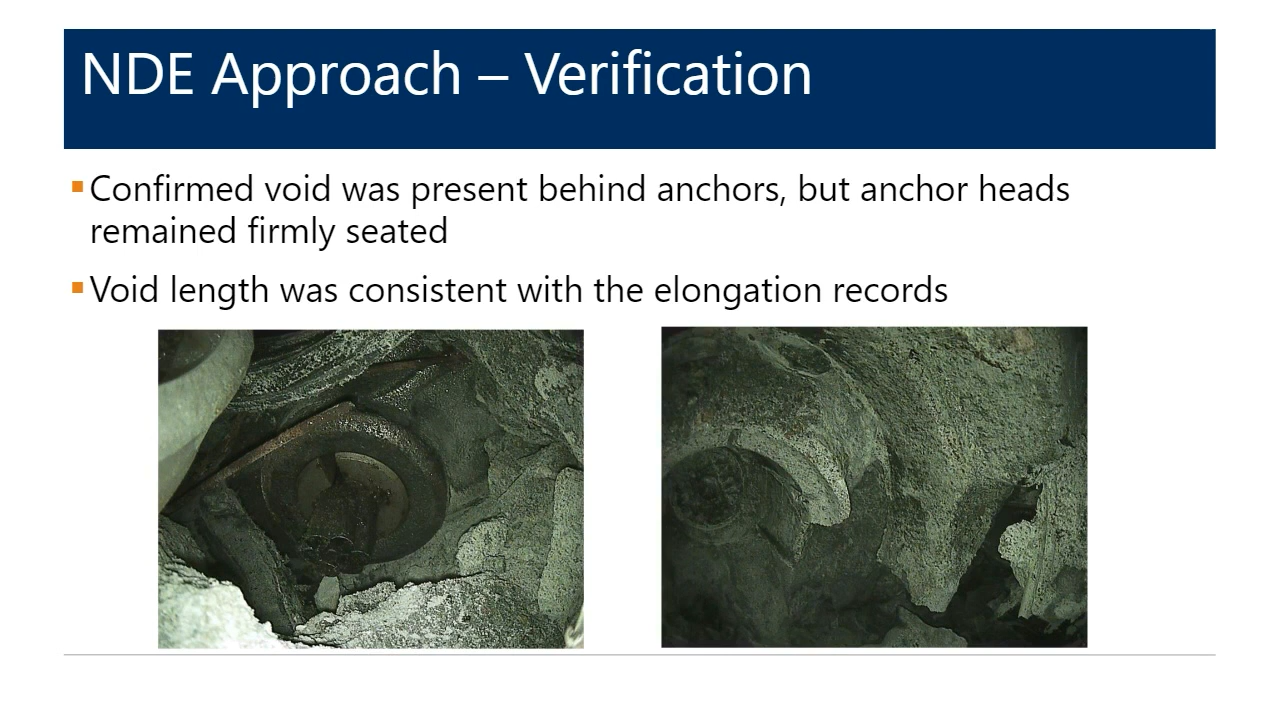 NDE Approach – Verification
Confirmed void was present behind anchors, but anchor heads
remained firmly seated
Void length was consistent with the elongation records